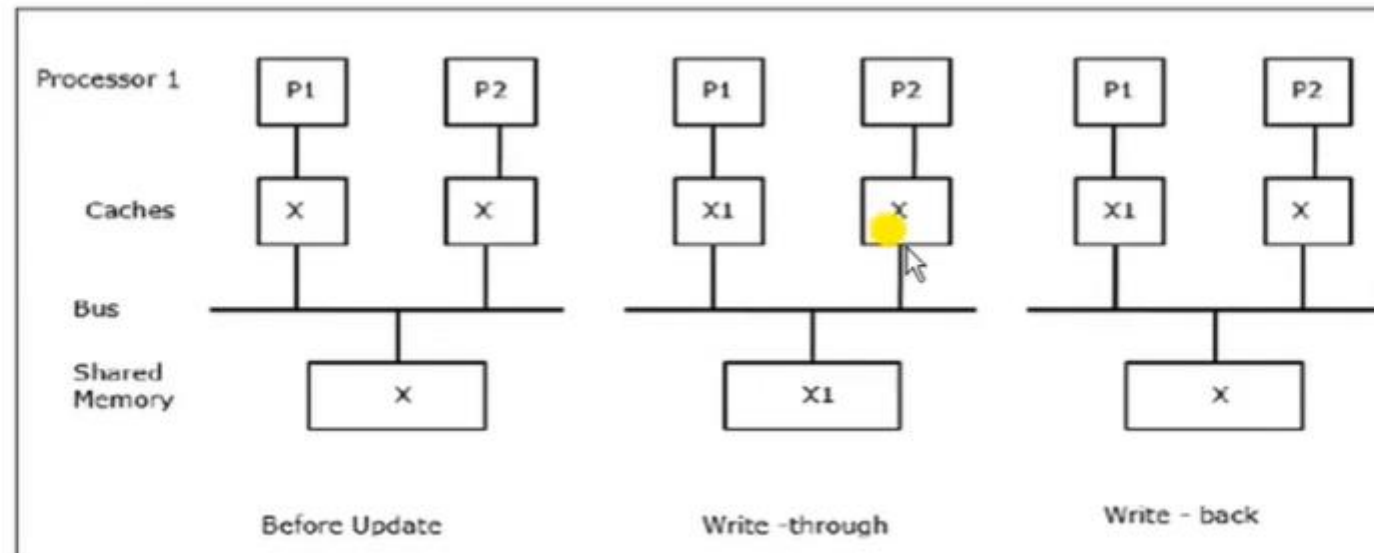 Processor 1 P1 P2 P1 P2 P1 P2
Caches X X X1 X X1 X
Bus
Shared
Memory X X1 X
Before Update Write -through Write - back